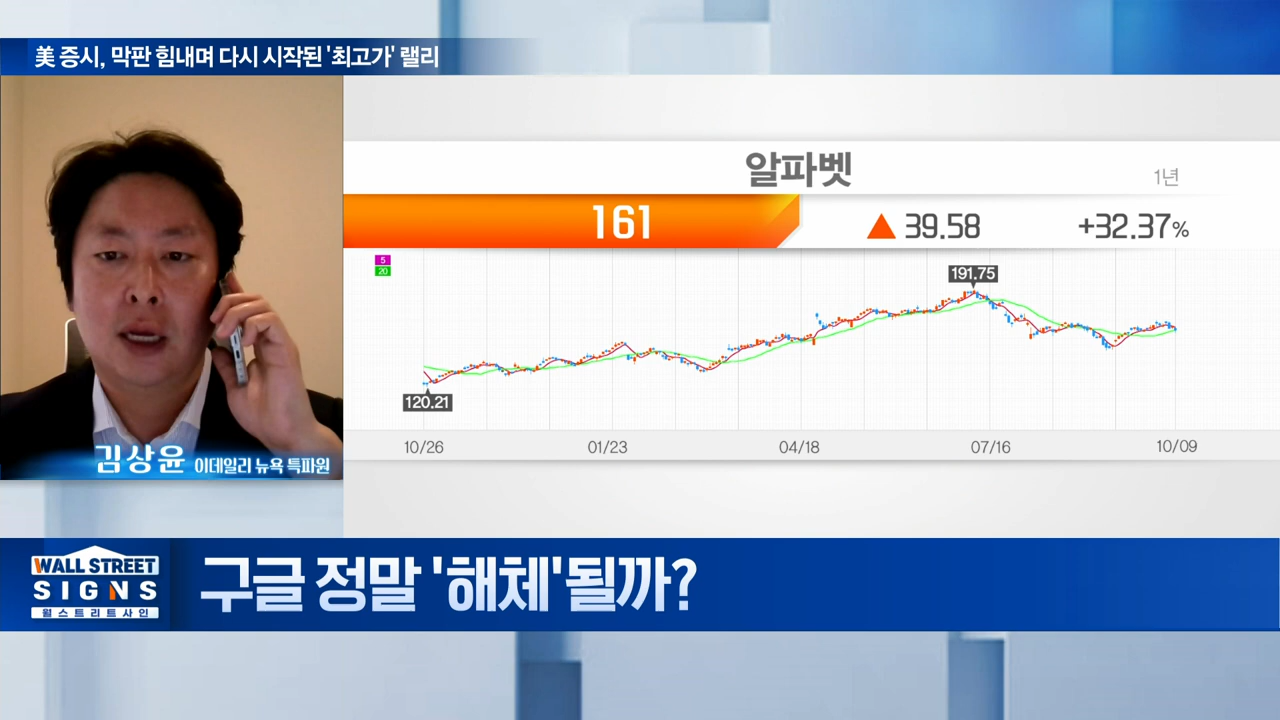 美 증시, 막판 힘내며 다시 시작된 '최고가' 랠리
알파벳
1년
161
▲ 39.58
+32.37%
5
20
191.75
120.21
10/26
01/23
04/18
07/16
10/09
김상윤 이데일리 뉴욕 특파원
WALL STREET
SIGNS
월스트리트사인
구글 정말 '해체'될까?